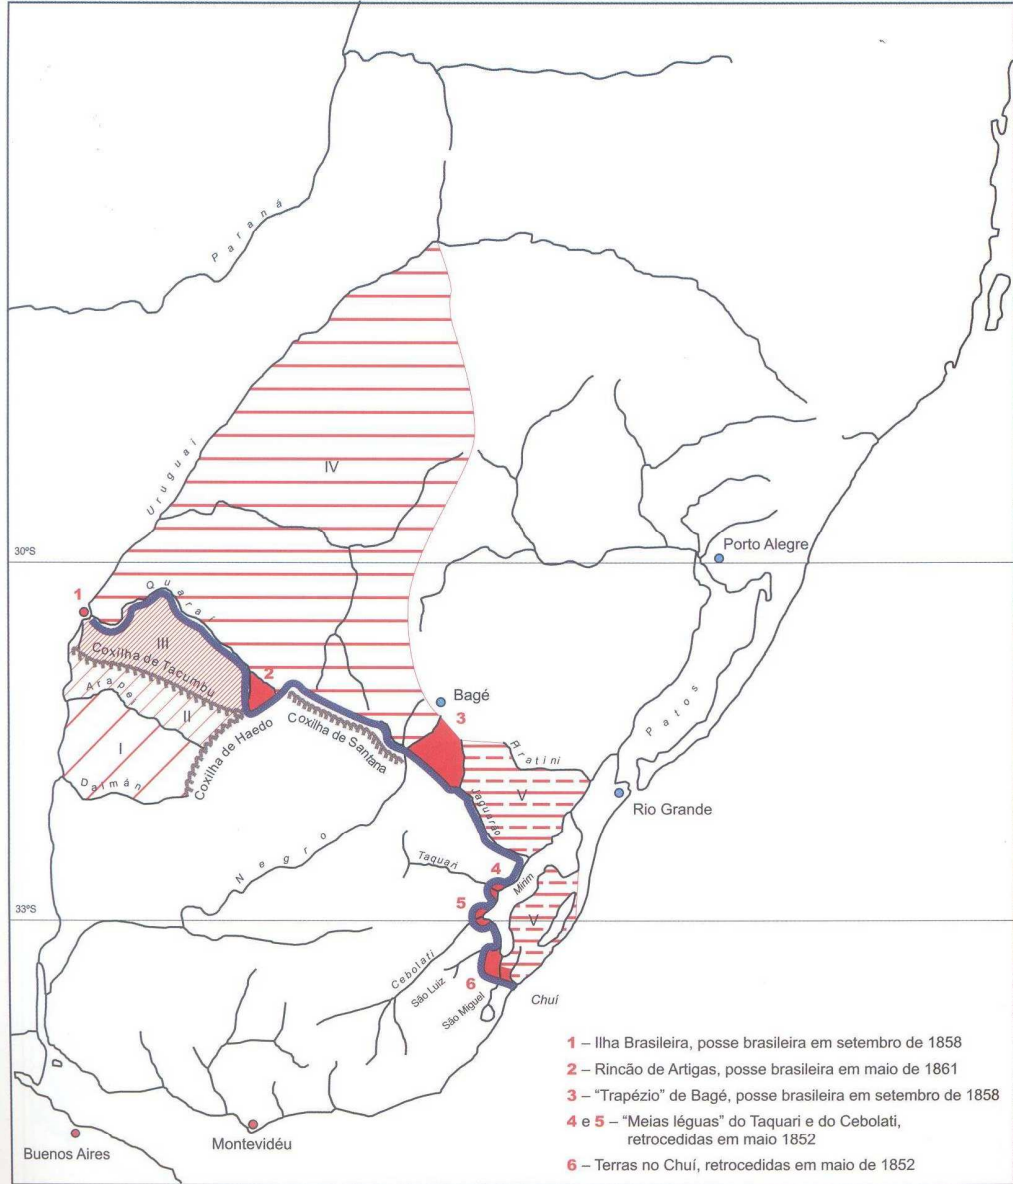 Paraná
Uruguai
IV
30°S
Porto Alegre
1
Quaraí
III
Coxilha de Tacumbu
2
Bagé
3
Patos
Arapeí
II
Coxilha de Haedo
Coxilha de Santana
Piratini
I
V
Daimán
Jaguarão
Rio Grande
Negro
Taquari
4
Mirim
5
33°S
V
Cebolatí
São Luiz
6
São Miguel
Chuí
1 – Ilha Brasileira, posse brasileira em setembro de 1858
2 – Rincão de Artigas, posse brasileira em maio de 1861
3 – "Trapézio" de Bagé, posse brasileira em setembro de 1858
4 e 5 – "Meias léguas" do Taquari e do Cebolati,
retrocedidas em maio 1852
6 – Terras no Chuí, retrocedidas em maio de 1852
Montevidéu
Buenos Aires